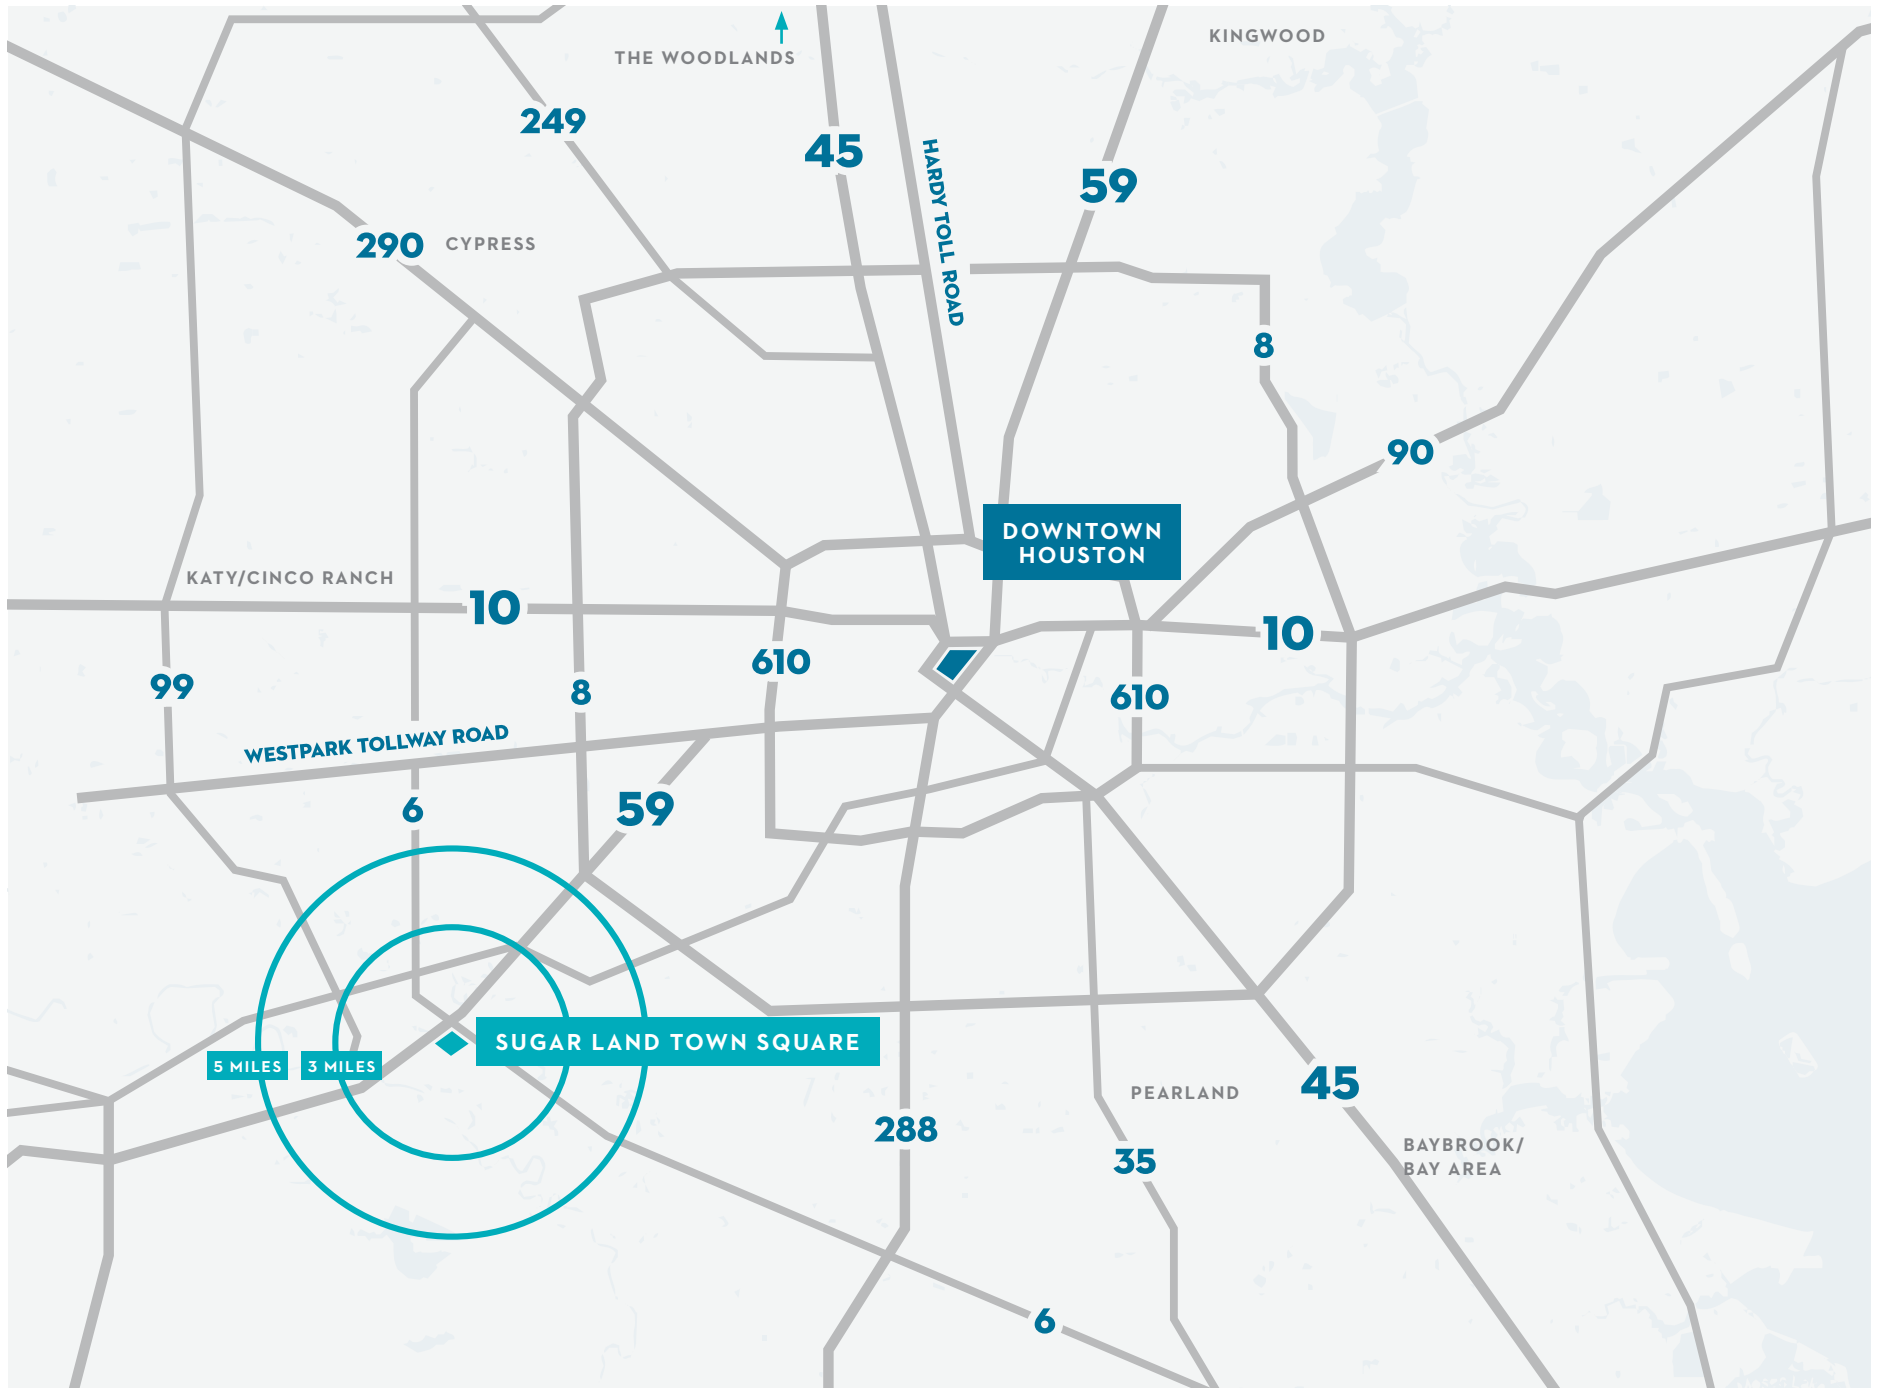 KINGWOOD
THE WOODLANDS
249
45
HARDY TOLL ROAD
59
290
CYPRESS
8
90
DOWNTOWN
HOUSTON
KATY/CINCO RANCH
10
10
610
99
8
610
WESTPARK TOLLWAY ROAD
6
59
SUGAR LAND TOWN SQUARE
5 MILES
3 MILES
45
PEARLAND
288
35
BAYBROOK/
BAY AREA
6